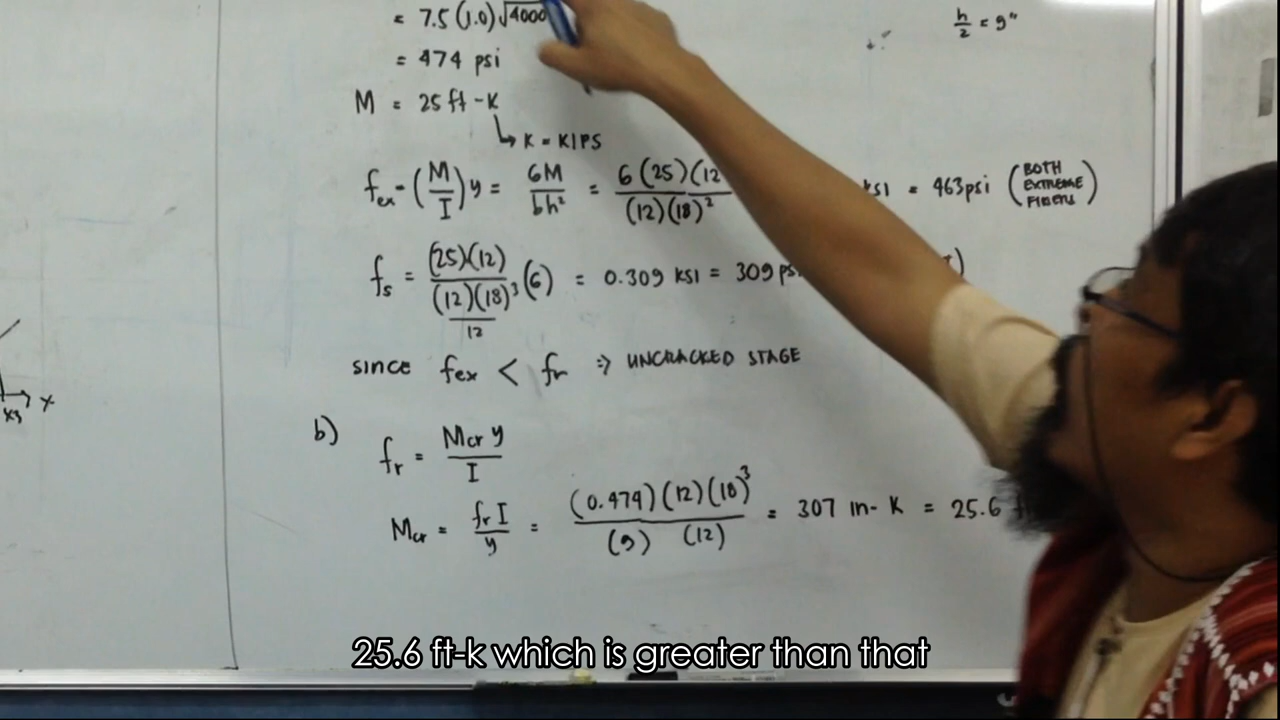 = 7.5 (1.0) √4000
= 474 psi
h/2 = 9"
M = 25 ft - K
↳ K = KIPS
fex = (M/I) y = 6M/bh² = 6(25)(12 / (12)(18)² KSI = 463 psi (BOTH EXTREME FIBERS)
fs = (25)(12) / ((12)(18)³/12) (6) = 0.309 KSI = 309 psi
since fex < fr ⇒ UNCRACKED STAGE
x
b)
fr = Mcr y / I
Mcr = fr I / y = (0.474)(12)(18)³ / (9) (12) = 307 in- K = 25.6
25.6 ft-k which is greater than that